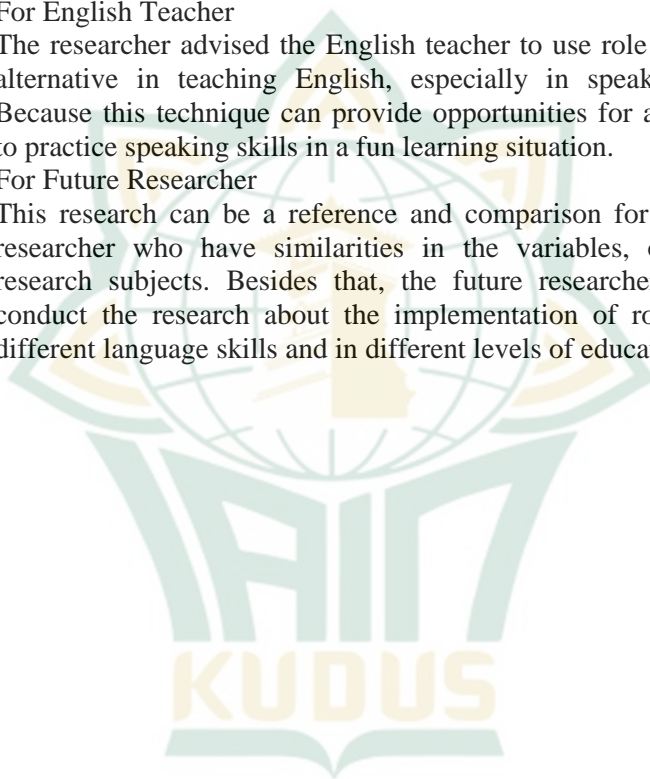 For English Teacher
The researcher advised the English teacher to use role
alternative in teaching English, especially in speak
Because this technique can provide opportunities for a
to practice speaking skills in a fun learning situation.
For Future Researcher
This research can be a reference and comparison for
researcher who have similarities in the variables,
research subjects. Besides that, the future researche
conduct the research about the implementation of ro
different language skills and in different levels of educa
IAIN
KUDUS